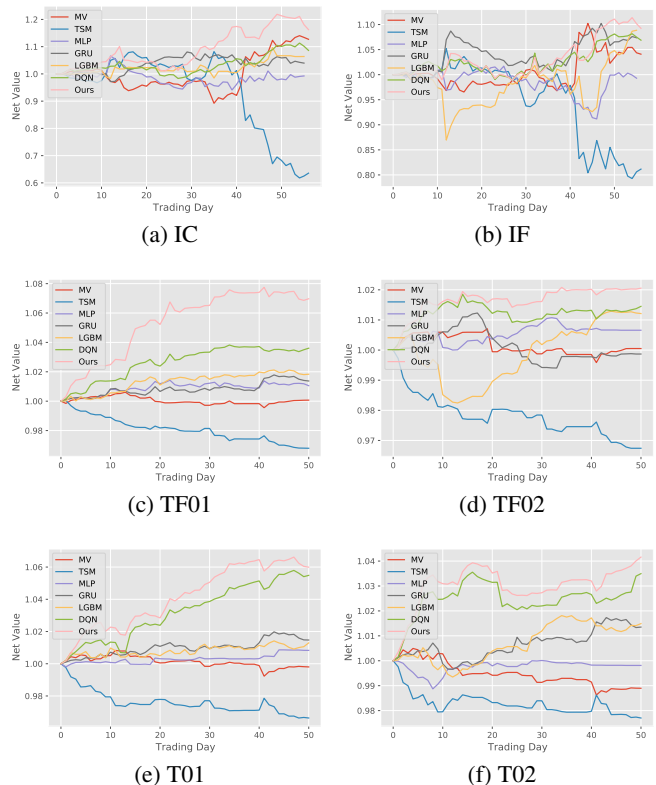 MV
TSM
MLP
GRU
LGBM
DQN
Ours
Net Value
1.2
1.1
1.0
0.9
0.8
0.7
0.6
0 10 20 30 40 50
Trading Day
(a) IC
MV
TSM
MLP
GRU
LGBM
DQN
Ours
Net Value
1.10
1.05
1.00
0.95
0.90
0.85
0.80
0 10 20 30 40 50
Trading Day
(b) IF
MV
TSM
MLP
GRU
LGBM
DQN
Ours
Net Value
1.08
1.06
1.04
1.02
1.00
0.98
0 10 20 30 40 50
Trading Day
(c) TF01
MV
TSM
MLP
GRU
LGBM
DQN
Ours
Net Value
1.02
1.01
1.00
0.99
0.98
0.97
0 10 20 30 40 50
Trading Day
(d) TF02
MV
TSM
MLP
GRU
LGBM
DQN
Ours
Net Value
1.06
1.04
1.02
1.00
0.98
0 10 20 30 40 50
Trading Day
(e) T01
MV
TSM
MLP
GRU
LGBM
DQN
Ours
Net Value
1.04
1.03
1.02
1.01
1.00
0.99
0.98
0 10 20 30 40 50
Trading Day
(f) T02